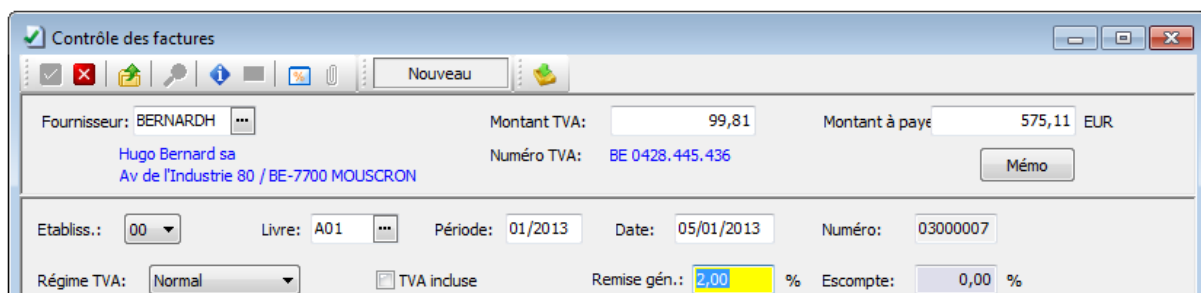 Contrôle des factures
Nouveau
Fournisseur: BERNARDH ... Montant TVA: 99,81 Montant à paye 575,11 EUR
Hugo Bernard sa Numéro TVA: BE 0428.445.436 Mémo
Av de l'Industrie 80 / BE-7700 MOUSCRON
Etabliss.: 00 Livre: A01 ... Période: 01/2013 Date: 05/01/2013 Numéro: 03000007
Régime TVA: Normal TVA incluse Remise gén.: 2,00 % Escompte: 0,00 %